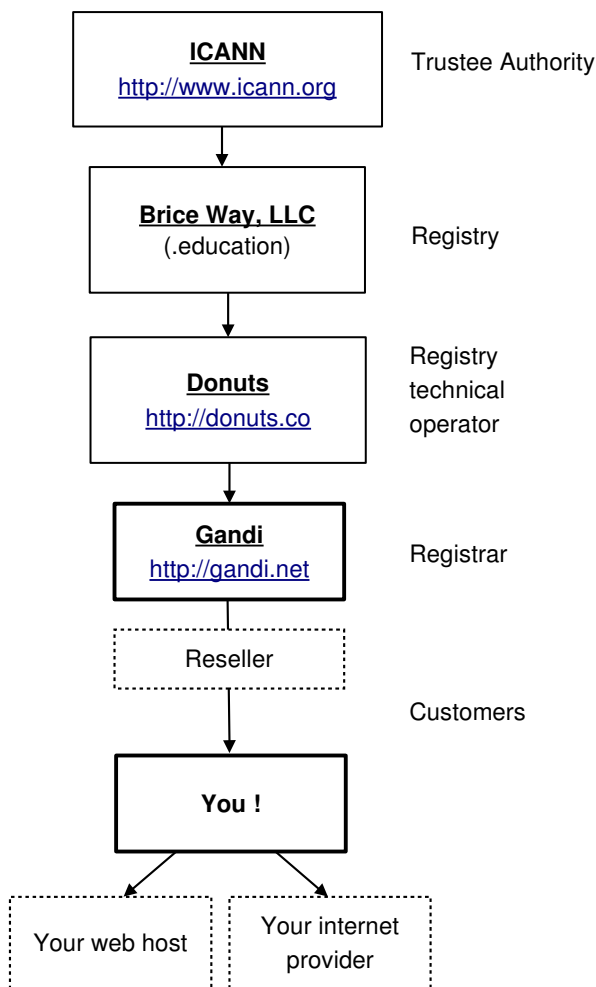 ICANN
http://www.icann.org
Trustee Authority
Brice Way, LLC
(.education)
Registry
Donuts
http://donuts.co
Registry
technical
operator
Gandi
http://gandi.net
Registrar
Reseller
Customers
You !
Your web host
Your internet
provider